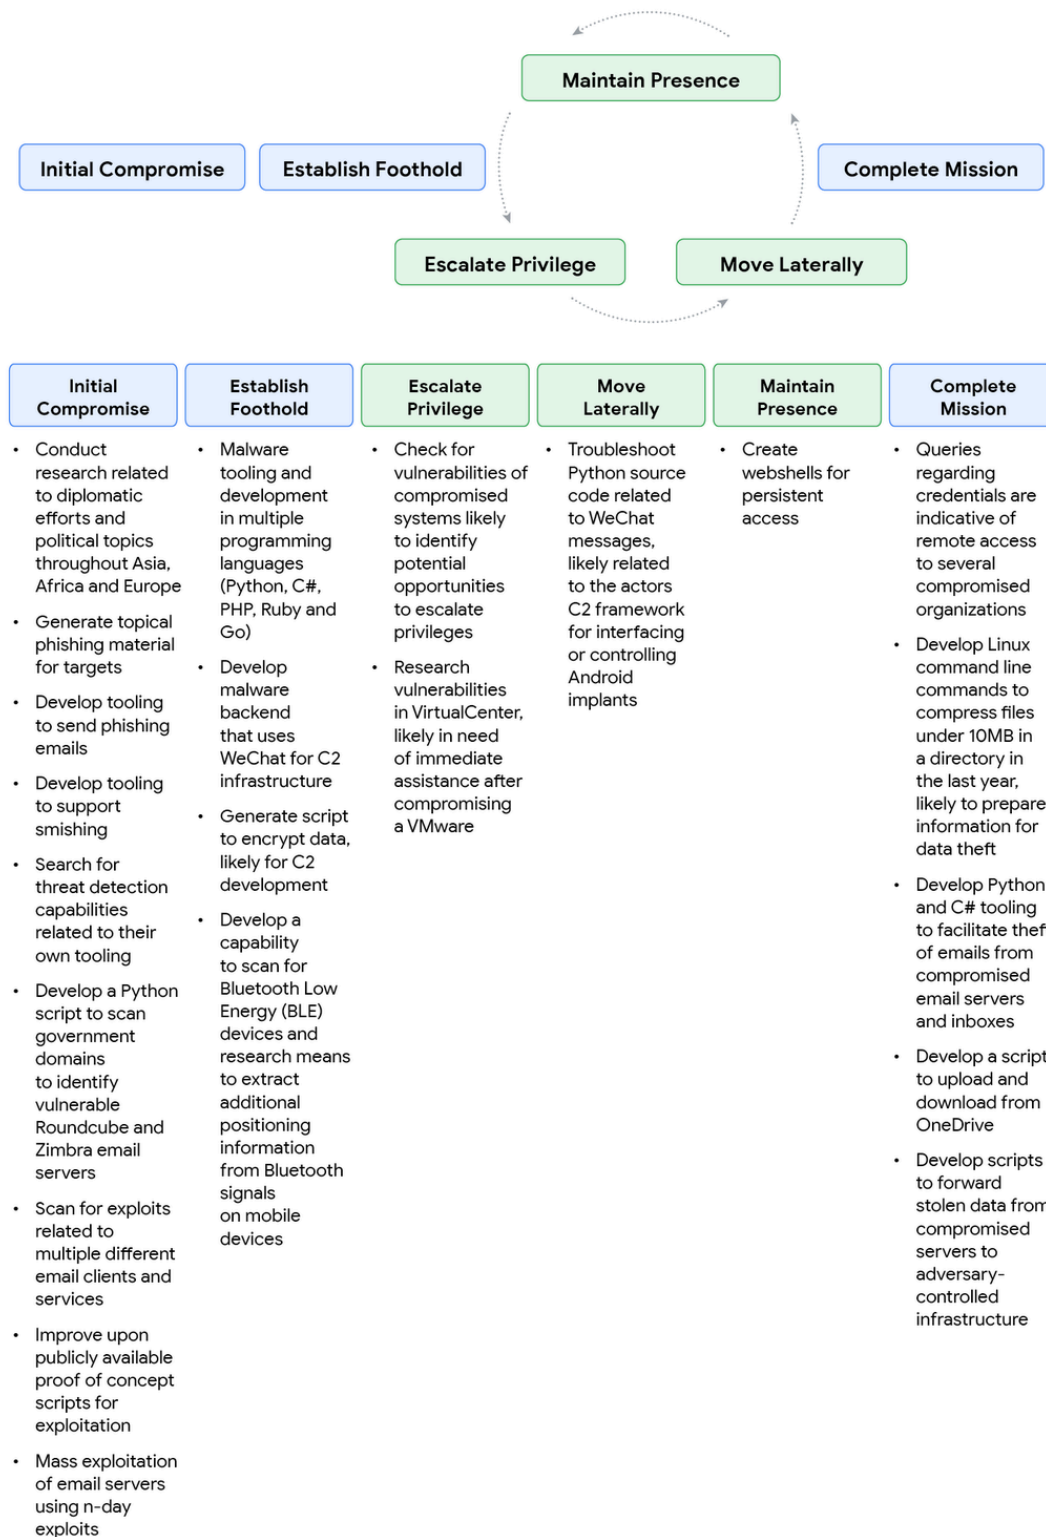 Maintain Presence
Initial Compromise
Establish Foothold
Complete Mission
Escalate Privilege
Move Laterally
Initial
Compromise
• Conduct
research related
to diplomatic
efforts and
political topics
throughout Asia,
Africa and Europe
• Generate topical
phishing material
for targets
• Develop tooling
to send phishing
emails
• Develop tooling
to support
smishing
• Search for
threat detection
capabilities
related to their
own tooling
• Develop a Python
script to scan
government
domains
to identify
vulnerable
Roundcube and
Zimbra email
servers
• Scan for exploits
related to
multiple different
email clients and
services
• Improve upon
publicly available
proof of concept
scripts for
exploitation
• Mass exploitation
of email servers
using n-day
exploits
Establish
Foothold
• Malware
tooling and
development
in multiple
programming
languages
(Python, C#,
PHP, Ruby and
Go)
• Develop
malware
backend
that uses
WeChat for C2
infrastructure
• Generate script
to encrypt data,
likely for C2
development
• Develop a
capability
to scan for
Bluetooth Low
Energy (BLE)
devices and
research means
to extract
additional
positioning
information
from Bluetooth
signals
on mobile
devices
Escalate
Privilege
• Check for
vulnerabilities of
compromised
systems likely
to identify
potential
opportunities
to escalate
privileges
• Research
vulnerabilities
in VirtualCenter,
likely in need
of immediate
assistance after
compromising
a VMware
Move
Laterally
• Troubleshoot
Python source
code related
to WeChat
messages,
likely related
to the actors
C2 framework
for interfacing
or controlling
Android
implants
Maintain
Presence
• Create
webshells for
persistent
access
Complete
Mission
• Queries
regarding
credentials are
indicative of
remote access
to several
compromised
organizations
• Develop Linux
command line
commands to
compress files
under 10MB in
a directory in
the last year,
likely to prepare
information for
data theft
• Develop Python
and C# tooling
to facilitate theft
of emails from
compromised
email servers
and inboxes
• Develop a script
to upload and
download from
OneDrive
• Develop scripts
to forward
stolen data from
compromised
servers to
adversary-
controlled
infrastructure